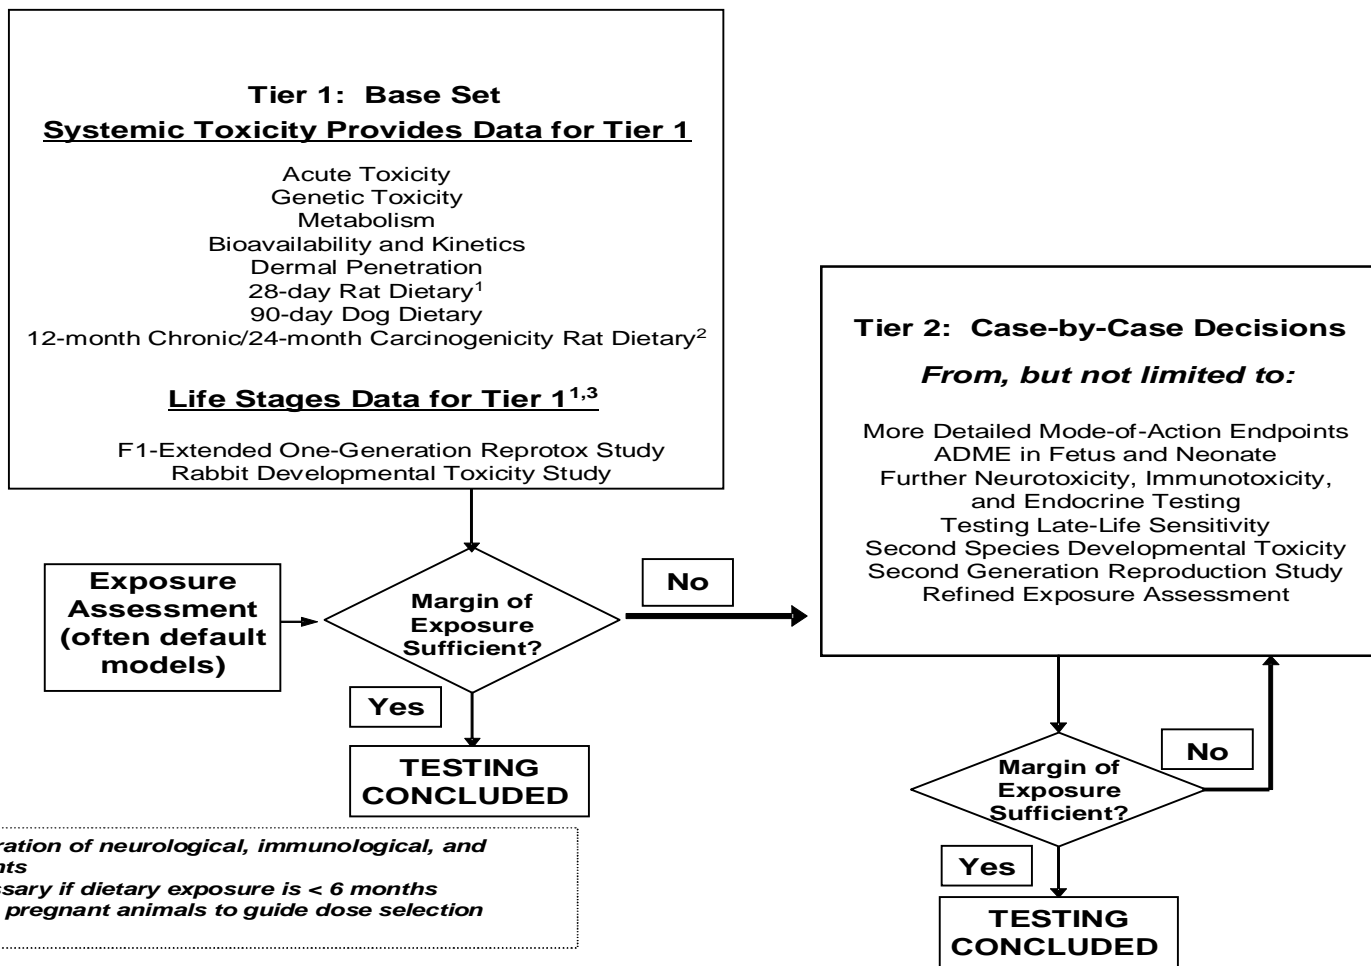 Tier 1: Base Set
Systemic Toxicity Provides Data for Tier 1
Acute Toxicity
Genetic Toxicity
Metabolism
Bioavailability and Kinetics
Dermal Penetration
28-day Rat Dietary¹
90-day Dog Dietary
12-month Chronic/24-month Carcinogenicity Rat Dietary²
Life Stages Data for Tier 1¹,³
F1-Extended One-Generation Reprotox Study
Rabbit Developmental Toxicity Study
Exposure
Assessment
(often default
models)
Margin of
Exposure
Sufficient?
No
Yes
TESTING
CONCLUDED
Tier 2: Case-by-Case Decisions
From, but not limited to:
More Detailed Mode-of-Action Endpoints
ADME in Fetus and Neonate
Further Neurotoxicity, Immunotoxicity,
and Endocrine Testing
Testing Late-Life Sensitivity
Second Species Developmental Toxicity
Second Generation Reproduction Study
Refined Exposure Assessment
Margin of
Exposure
Sufficient?
No
Yes
TESTING
CONCLUDED
of neurological, immunological, and
if dietary exposure is < 6 months
pregnant animals to guide dose selection